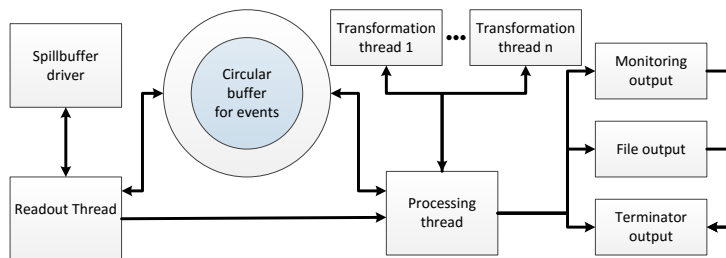 Spillbuffer
driver
Circular
buffer
for events
Transformation
thread 1
•••
Transformation
thread n
Monitoring
output
File output
Readout Thread
Processing
thread
Terminator
output